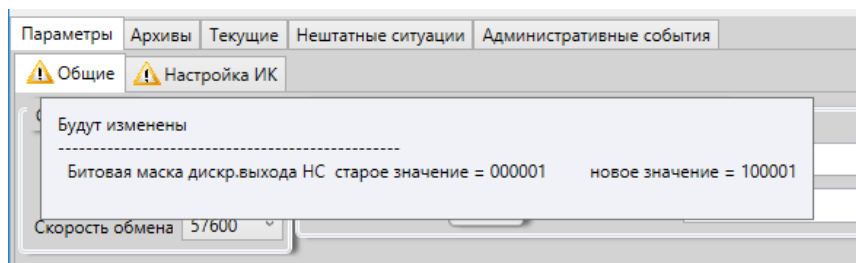 Параметры Архивы Текущие Нештатные ситуации Административные события
Общие Настройка ИК
Будут изменены
--------------------------------------------------
Битовая маска дискр.выхода НС старое значение = 000001 новое значение = 100001
Скорость обмена 57600